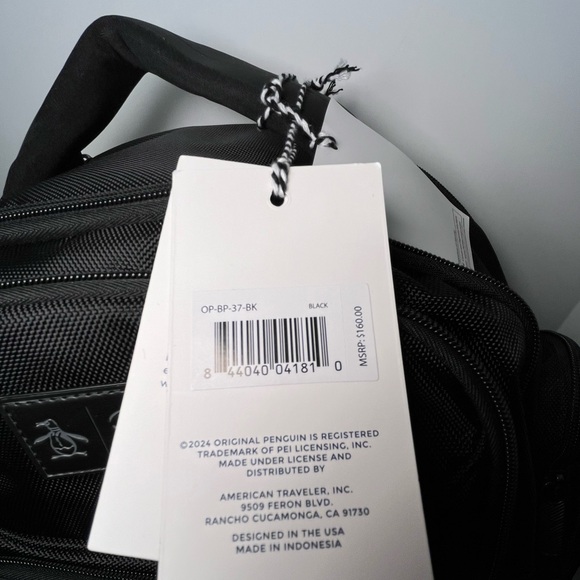 OP-BP-37-BK BLACK
MSRP: $160.00
8 44040 04181 0
©2024 ORIGINAL PENGUIN IS REGISTERED
TRADEMARK OF PEI LICENSING, INC.
MADE UNDER LICENSE AND
DISTRIBUTED BY
AMERICAN TRAVELER, INC.
9509 FERON BLVD.
RANCHO CUCAMONGA, CA 91730
DESIGNED IN THE USA
MADE IN INDONESIA